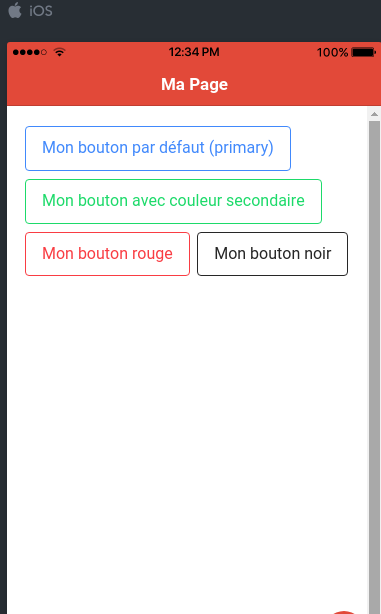 iOS
12:34 PM 100%
Ma Page
Mon bouton par défaut (primary)
Mon bouton avec couleur secondaire
Mon bouton rouge Mon bouton noir